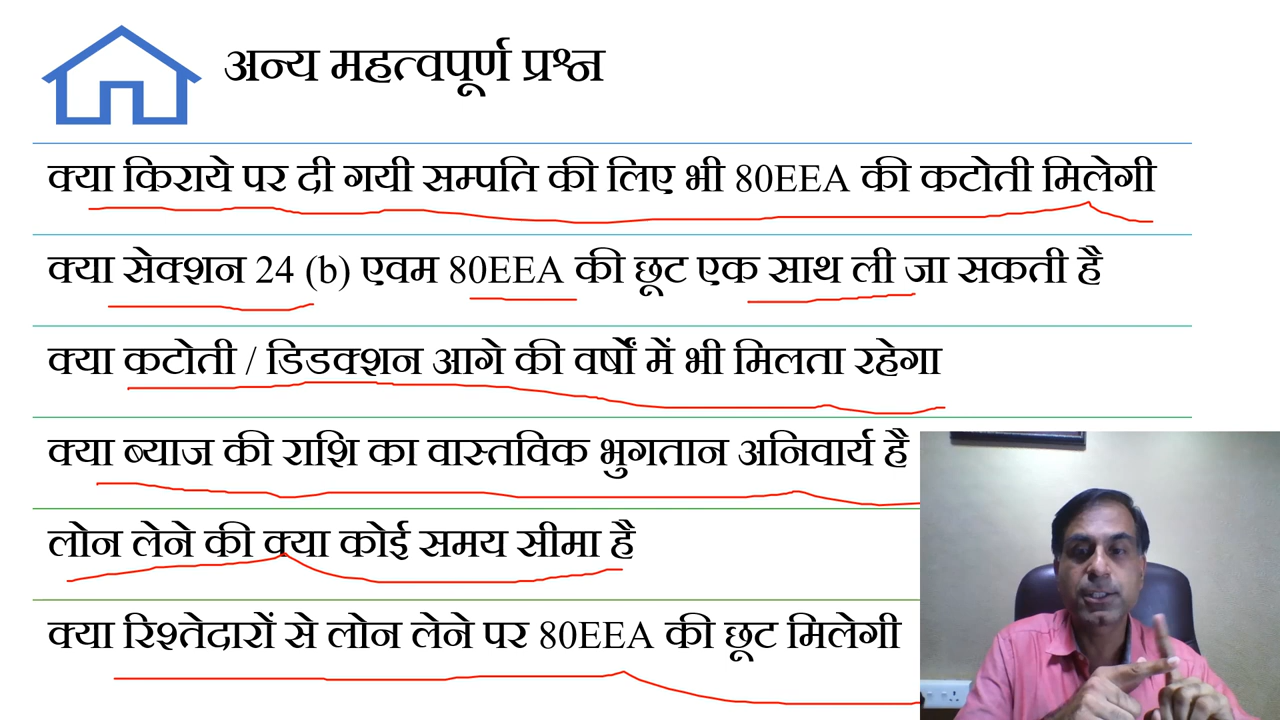 अन्य महत्वपूर्ण प्रश्न
क्या किराये पर दी गयी सम्पति की लिए भी 80EEA की कटोती मिलेगी
क्या सेक्शन 24 (b) एवम 80EEA की छूट एक साथ ली जा सकती है
क्या कटोती / डिडक्शन आगे की वर्षों में भी मिलता रहेगा
क्या ब्याज की राशि का वास्तविक भुगतान अनिवार्य है
लोन लेने की क्या कोई समय सीमा है
क्या रिश्तेदारों से लोन लेने पर 80EEA की छूट मिलेगी